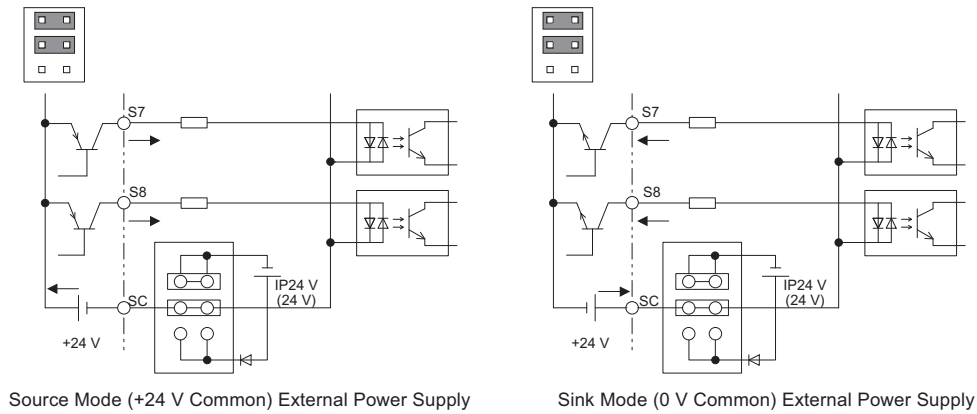 S7
S8
SC
IP24 V
(24 V)
+24 V
Source Mode (+24 V Common) External Power Supply
S7
S8
SC
IP24 V
(24 V)
+24 V
Sink Mode (0 V Common) External Power Supply